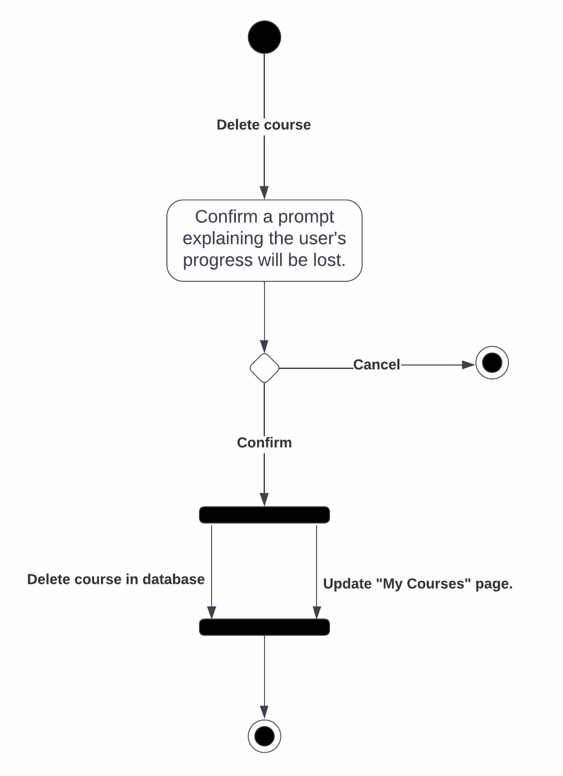 Delete course
Confirm a prompt
explaining the user's
progress will be lost.
Cancel
Confirm
Delete course in database
Update "My Courses" page.